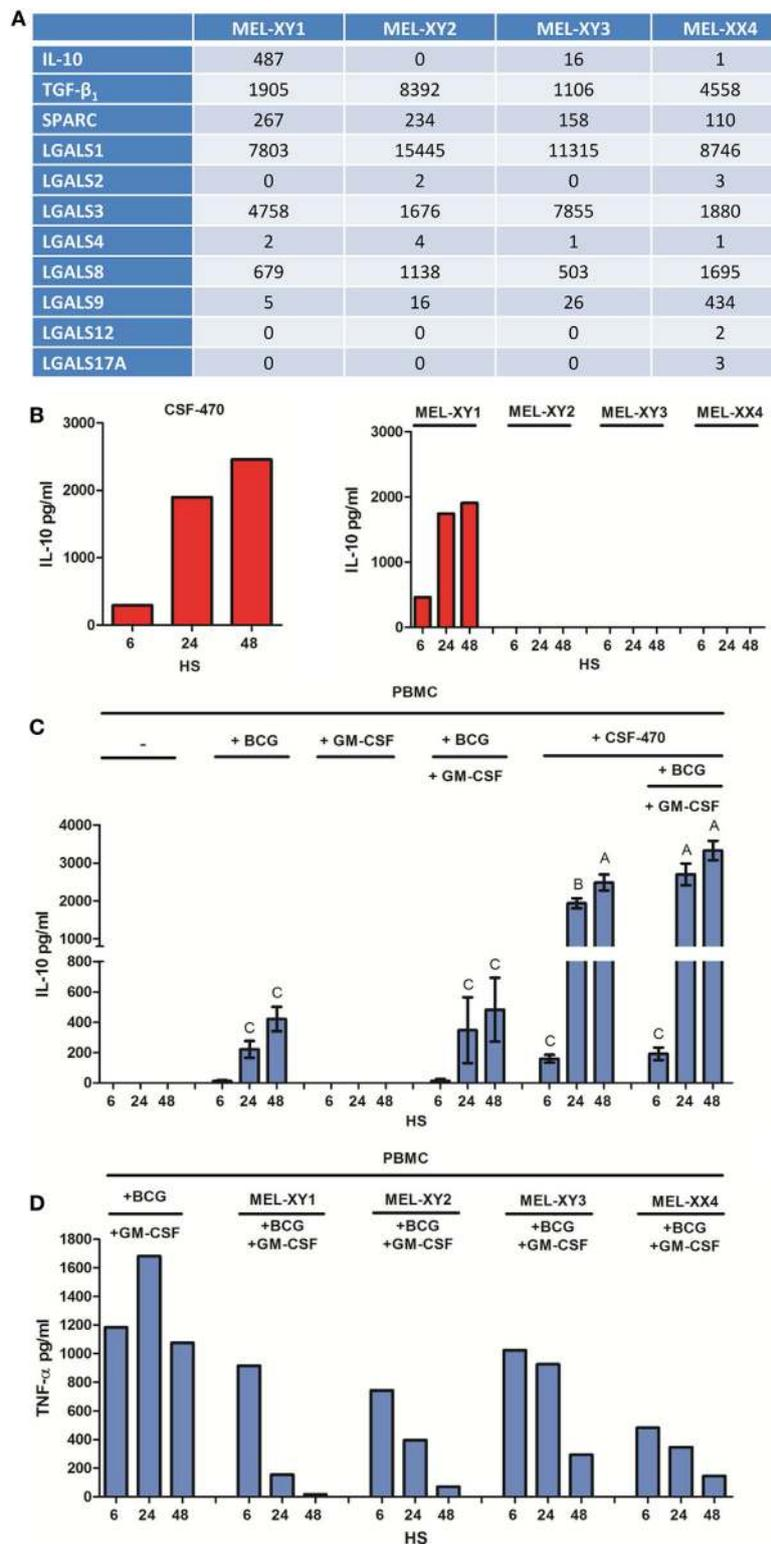 A
MEL-XY1 MEL-XY2 MEL-XY3 MEL-XX4
IL-10 487 0 16 1
TGF-β₁ 1905 8392 1106 4558
SPARC 267 234 158 110
LGALS1 7803 15445 11315 8746
LGALS2 0 2 0 3
LGALS3 4758 1676 7855 1880
LGALS4 2 4 1 1
LGALS8 679 1138 503 1695
LGALS9 5 16 26 434
LGALS12 0 0 0 2
LGALS17A 0 0 0 3
B
CSF-470
IL-10 pg/ml
3000
2000
1000
0
6 24 48
HS
MEL-XY1 MEL-XY2 MEL-XY3 MEL-XX4
IL-10 pg/ml
3000
2000
1000
0
6 24 48 6 24 48 6 24 48 6 24 48
HS
C
PBMC
- + BCG + GM-CSF + BCG + CSF-470
+ GM-CSF + BCG
+ GM-CSF
IL-10 pg/ml
4000
3000
2000
1000
800
600
400
200
0
C C C C C B A C A A
6 24 48 6 24 48 6 24 48 6 24 48 6 24 48 6 24 48
HS
D
PBMC
+BCG MEL-XY1 MEL-XY2 MEL-XY3 MEL-XX4
+GM-CSF +BCG +BCG +BCG +BCG
+GM-CSF +GM-CSF +GM-CSF +GM-CSF
TNF-α pg/ml
1800
1600
1400
1200
1000
800
600
400
200
0
6 24 48 6 24 48 6 24 48 6 24 48 6 24 48
HS